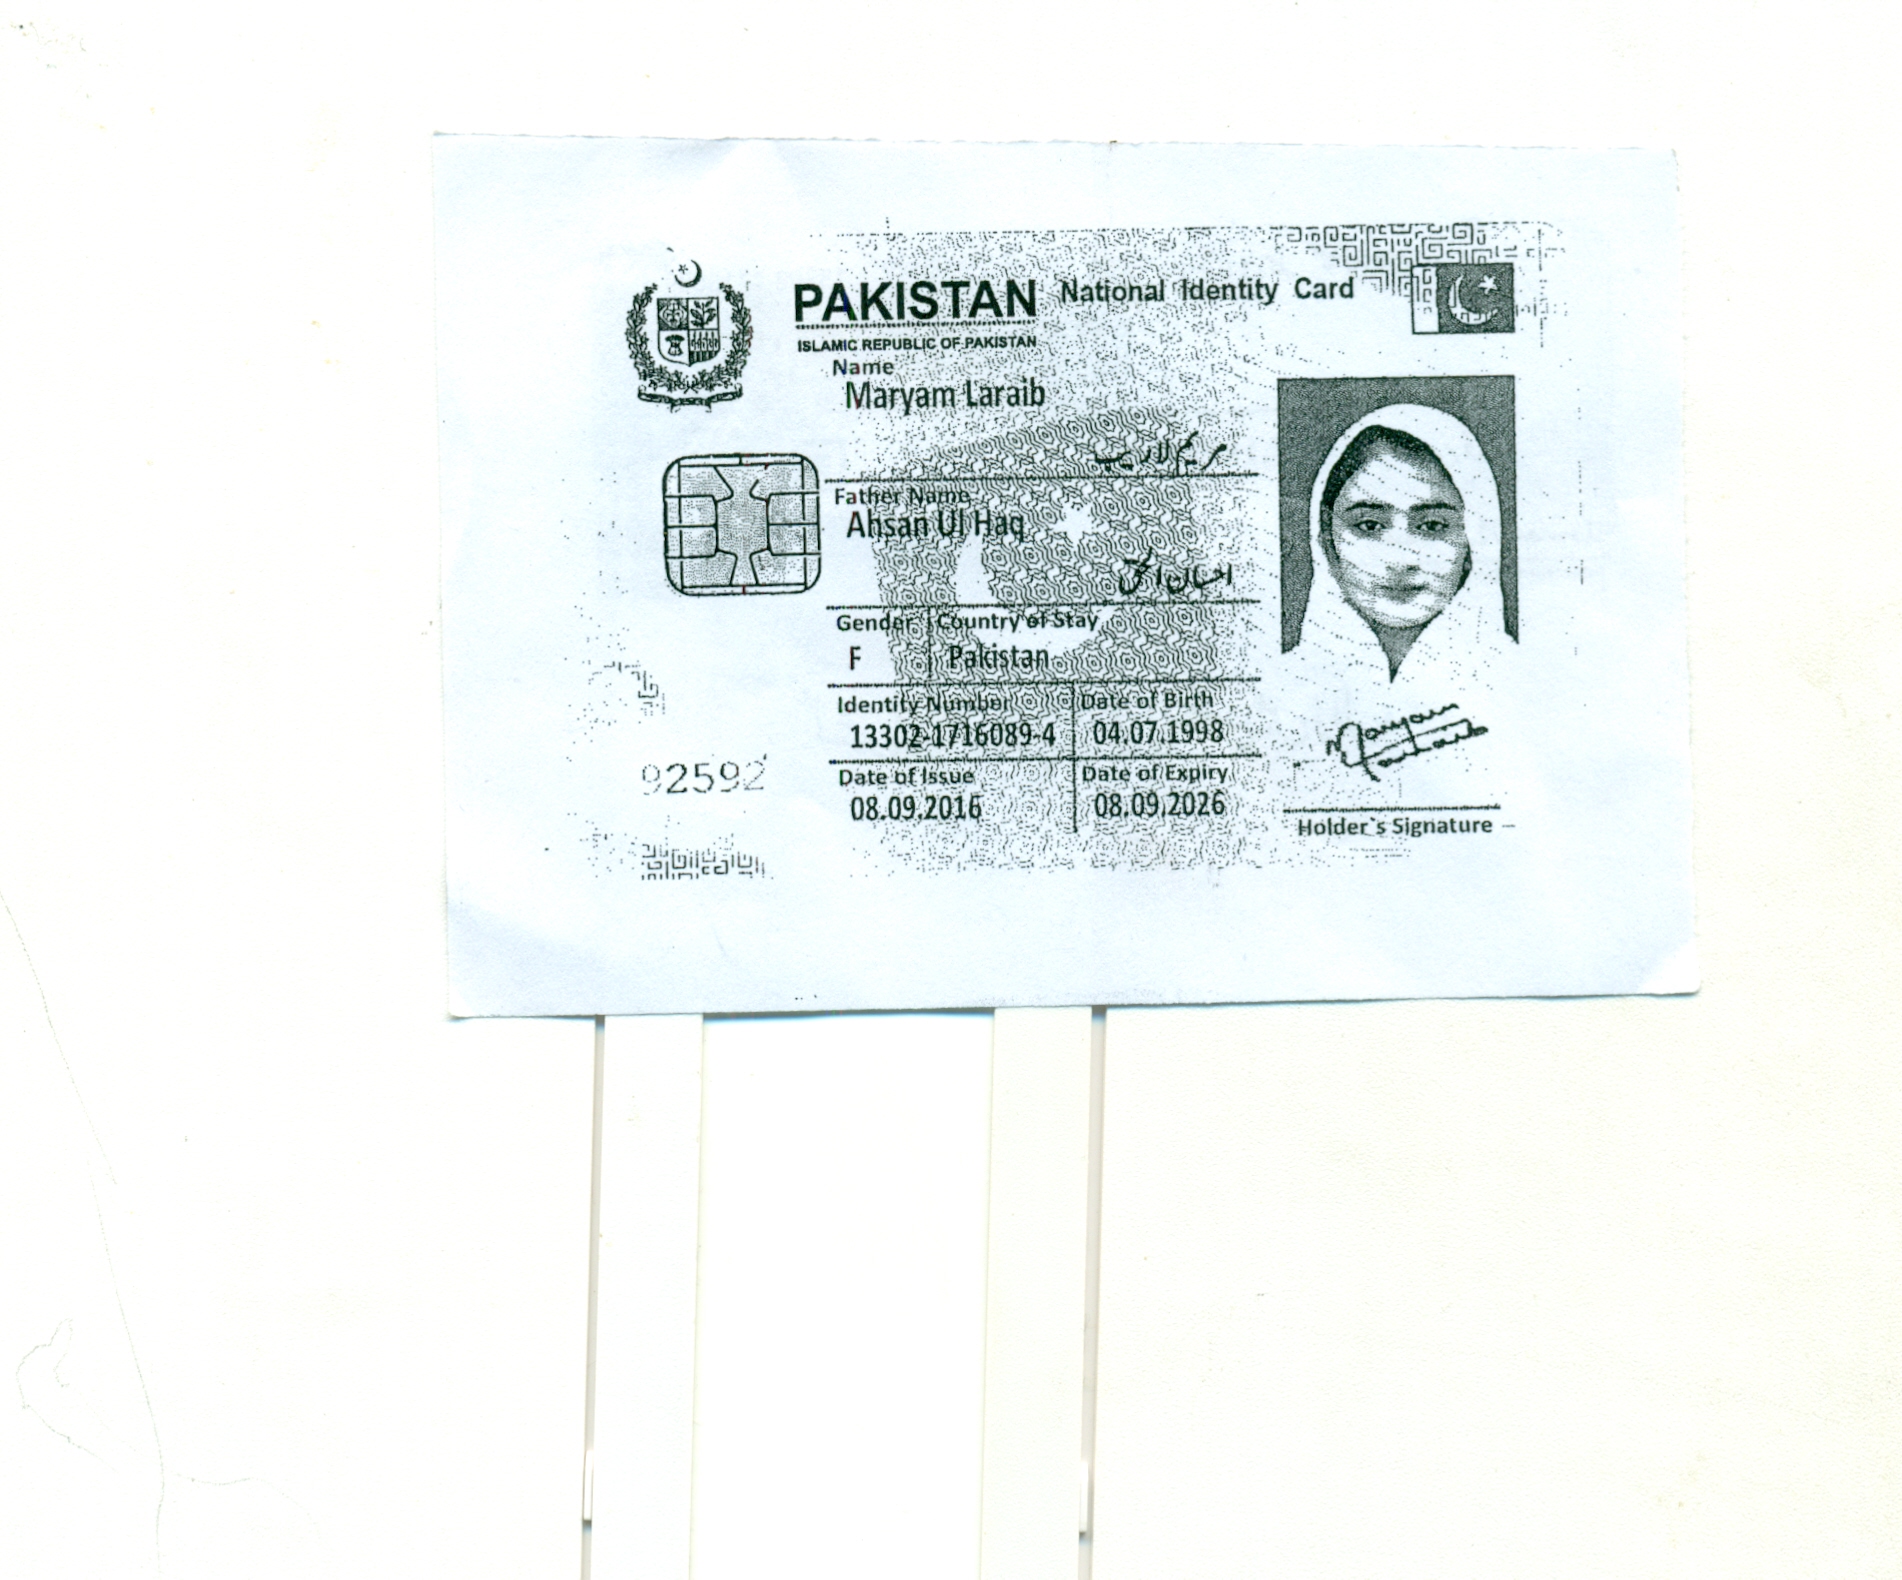 PAKISTAN National Identity Card
ISLAMIC REPUBLIC OF PAKISTAN
Name
Maryam Laraib
مریم لاریب
Father Name
Ahsan Ul Haq
احسان الحق
Gender Country of Stay
F Pakistan
Identity Number Date of Birth
13302-1716089-4 04.07.1998
92592
Date of Issue Date of Expiry
08.09.2016 08.09.2026
Maryam Laraib
Holder`s Signature